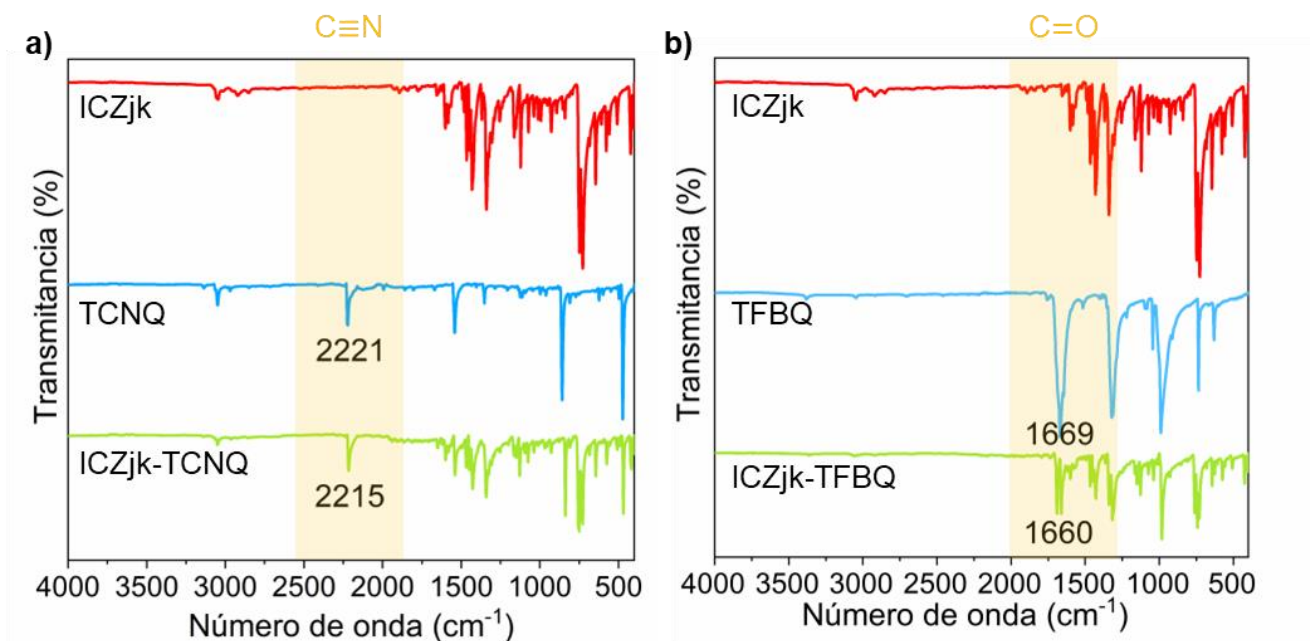 a)
C≡N
ICZjk
TCNQ
2221
ICZjk-TCNQ
2215
Transmitancia (%)
4000 3500 3000 2500 2000 1500 1000 500
Número de onda (cm⁻¹)
b)
C=O
ICZjk
TFBQ
1669
ICZjk-TFBQ
1660
Transmitancia (%)
4000 3500 3000 2500 2000 1500 1000 500
Número de onda (cm⁻¹)